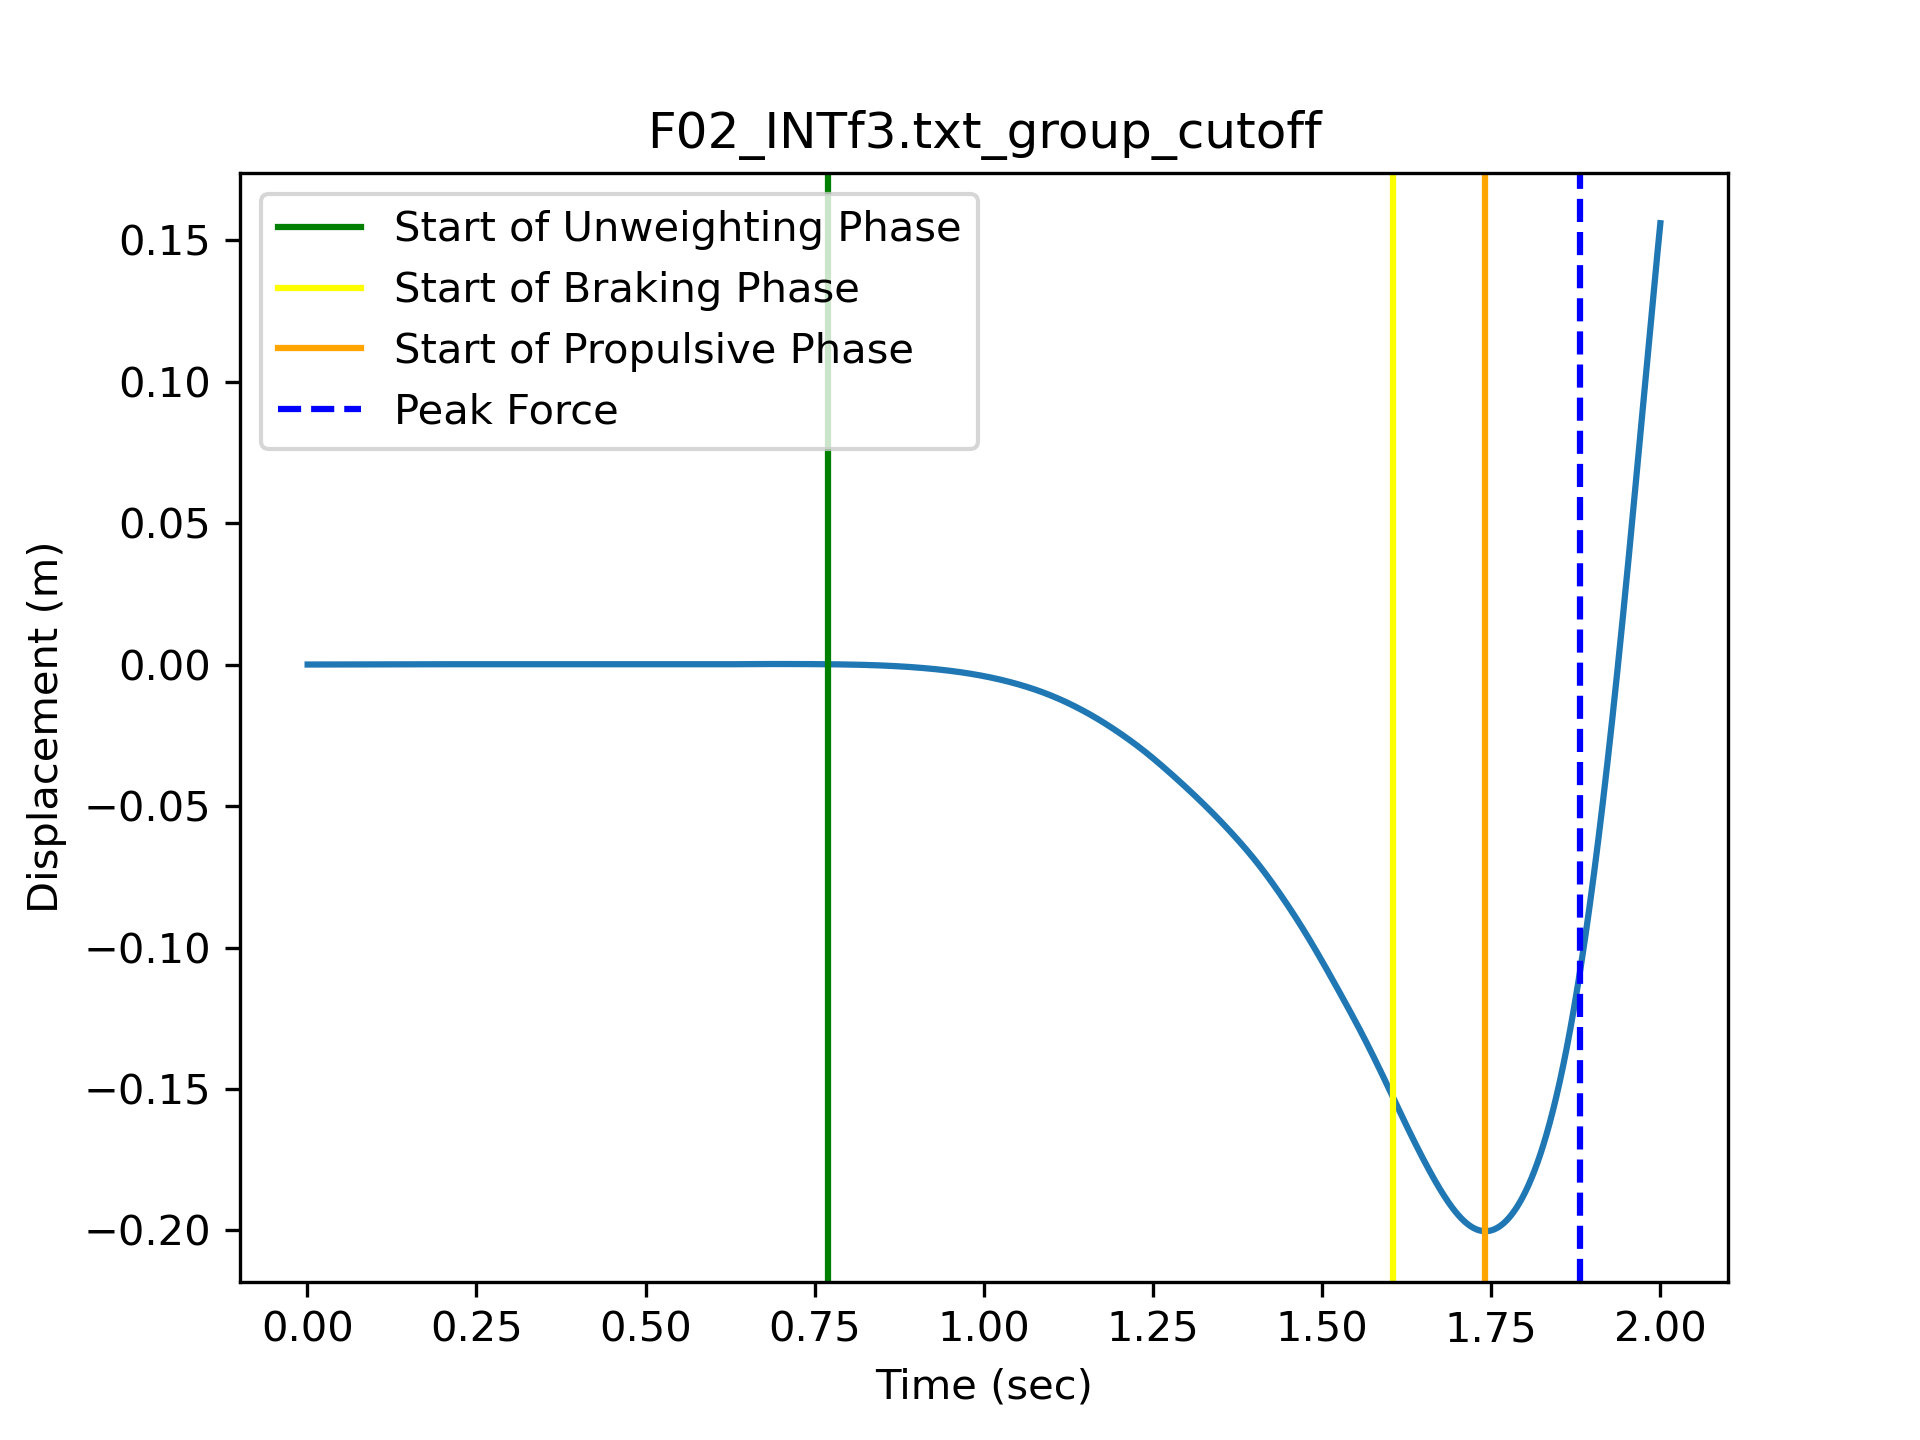 F02_INTf3.txt_group_cutoff
Start of Unweighting Phase
Start of Braking Phase
Start of Propulsive Phase
Peak Force
0.15
0.10
0.05
0.00
−0.05
−0.10
−0.15
−0.20
Displacement (m)
0.00 0.25 0.50 0.75 1.00 1.25 1.50 1.75 2.00
Time (sec)